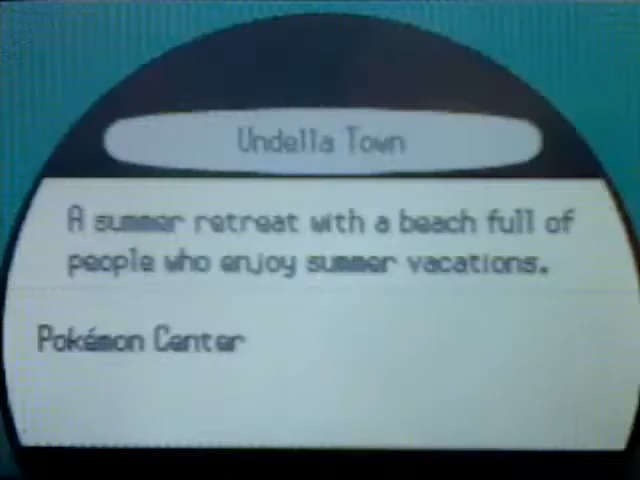 Undella Town
A summer retreat with a beach full of
people who enjoy summer vacations.
Pokémon Center